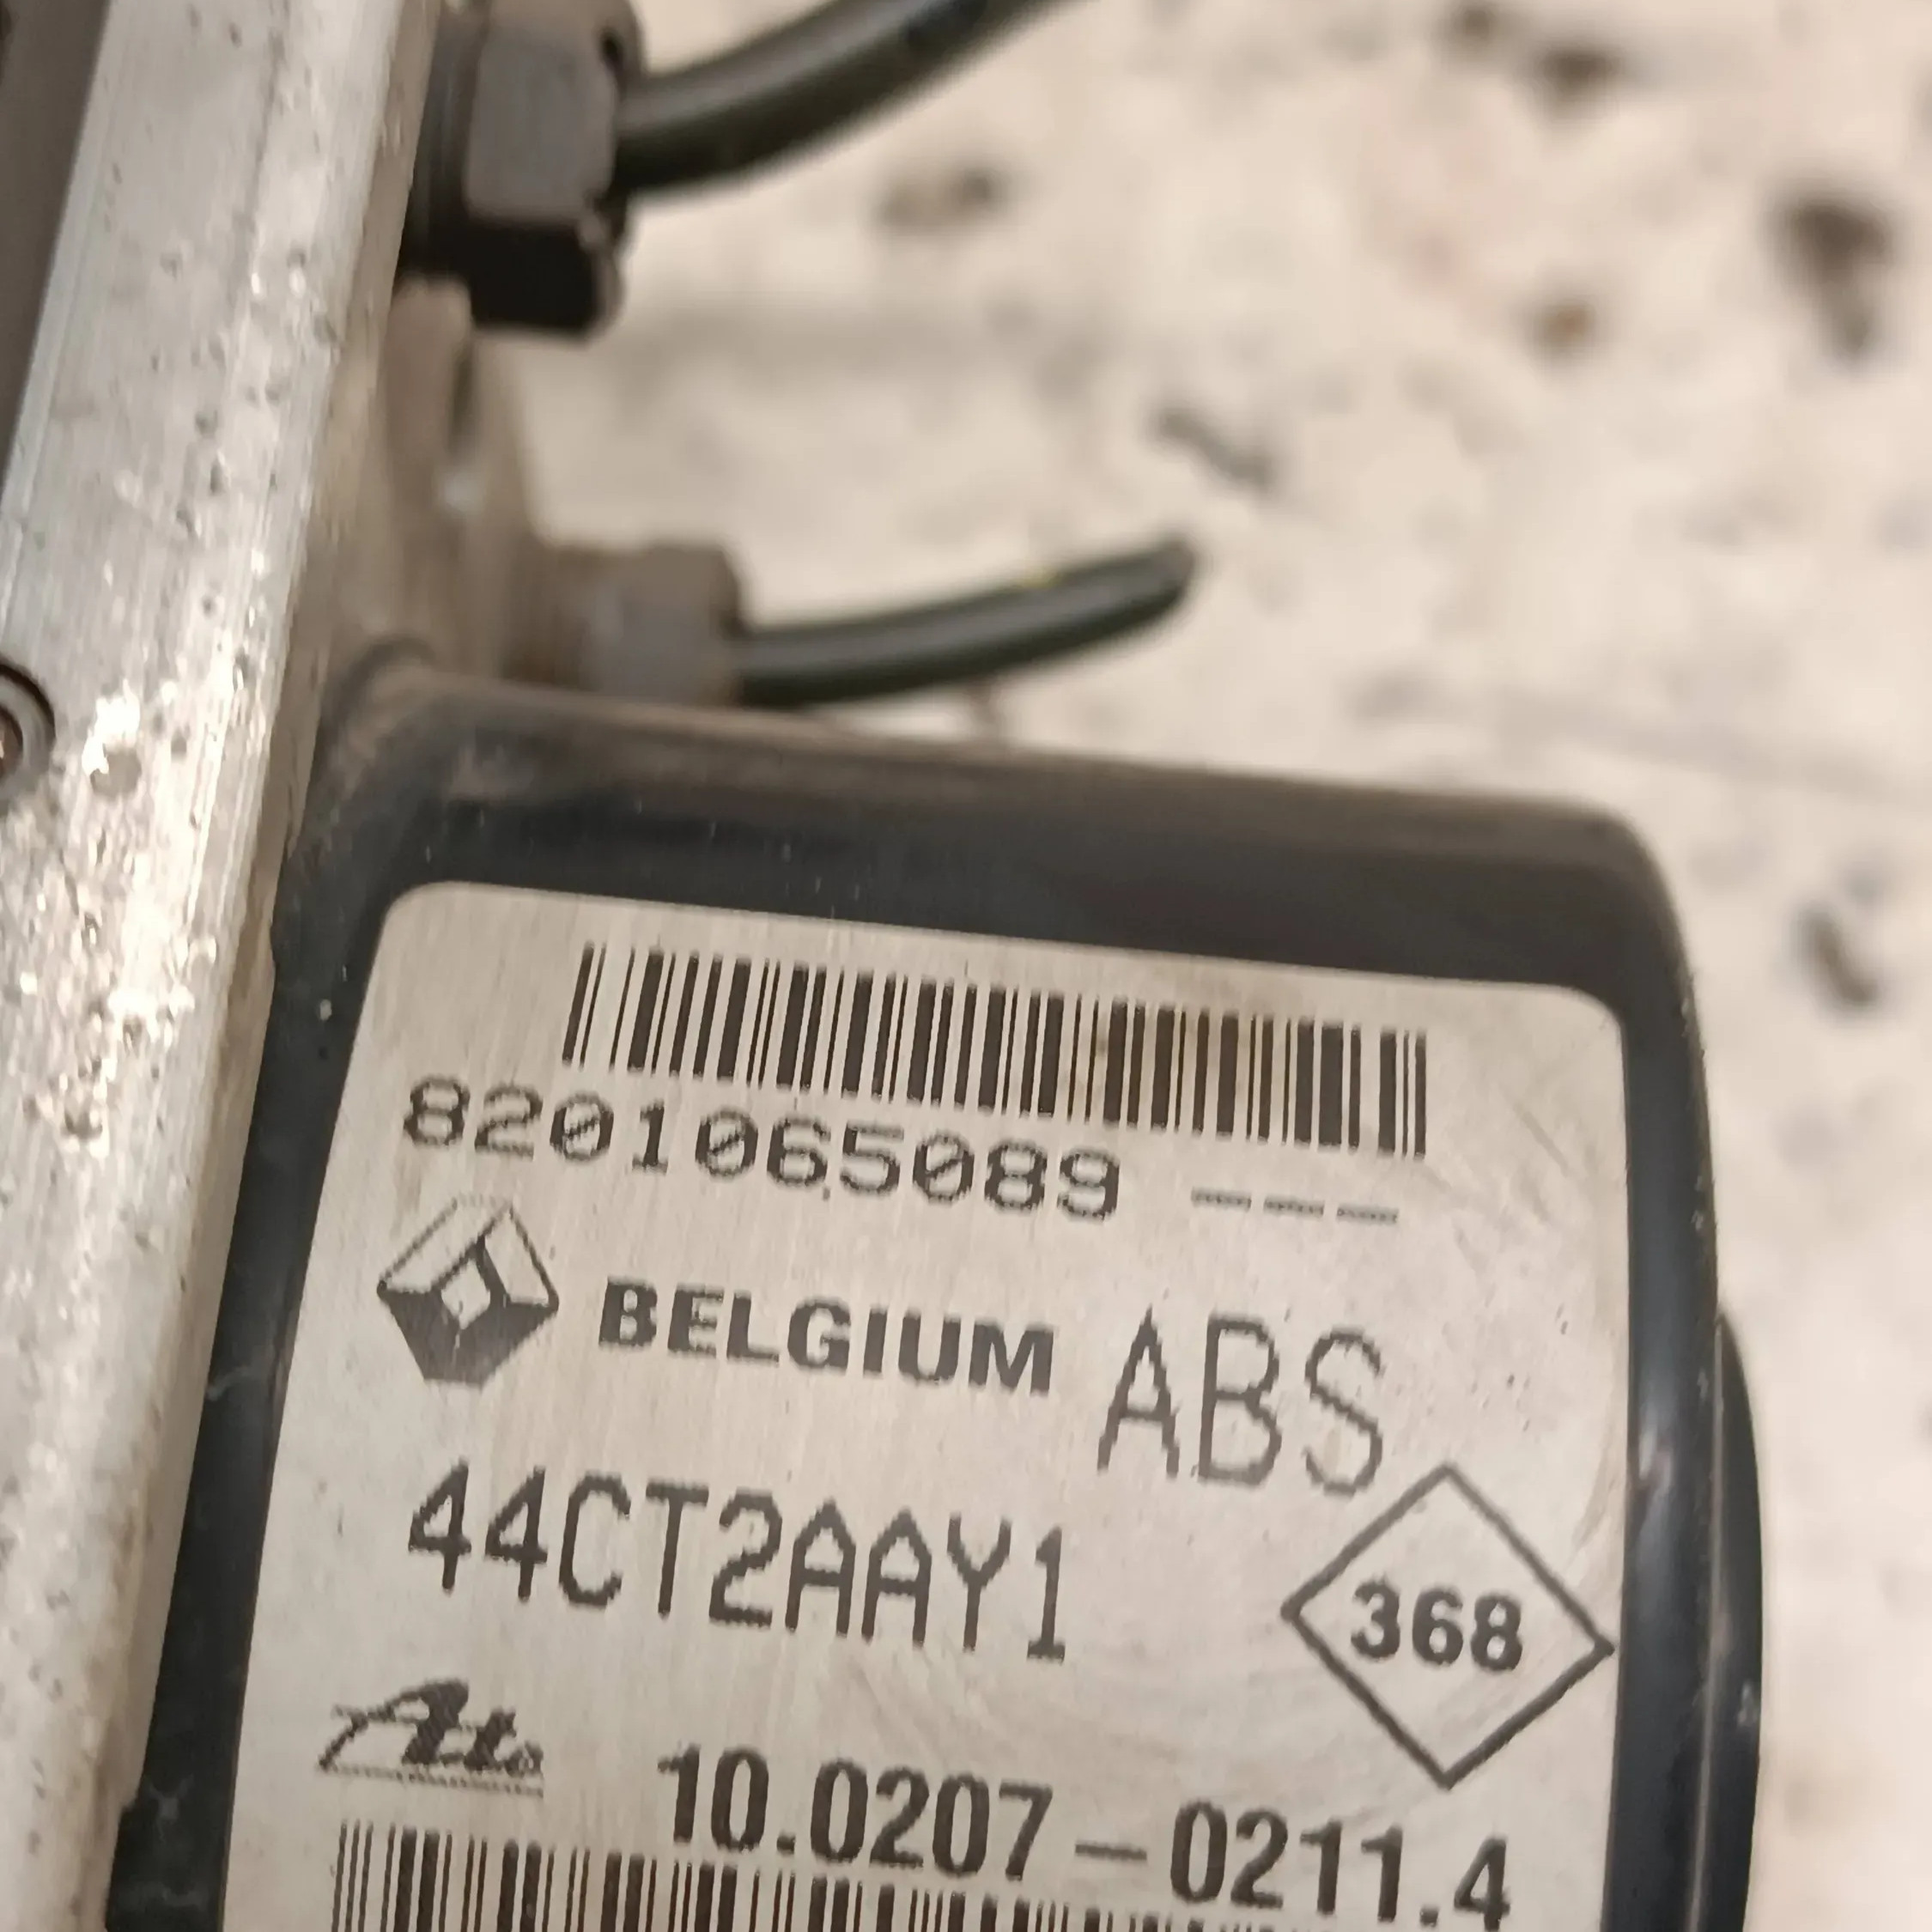 8201065089 ---
BELGIUM ABS
44CT2AAY1
368
Ate 10.0207-0211.4